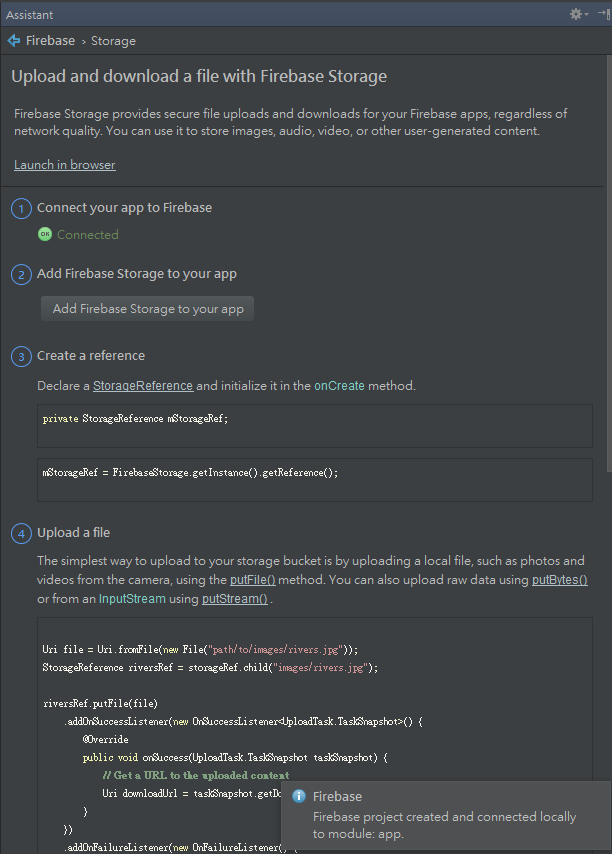 Assistant
Firebase › Storage
Upload and download a file with Firebase Storage
Firebase Storage provides secure file uploads and downloads for your Firebase apps, regardless of
network quality. You can use it to store images, audio, video, or other user-generated content.
Launch in browser
1 Connect your app to Firebase
OK Connected
2 Add Firebase Storage to your app
Add Firebase Storage to your app
3 Create a reference
Declare a StorageReference and initialize it in the onCreate method.
private StorageReference mStorageRef;
mStorageRef = FirebaseStorage.getInstance().getReference();
4 Upload a file
The simplest way to upload to your storage bucket is by uploading a local file, such as photos and
videos from the camera, using the putFile() method. You can also upload raw data using putBytes()
or from an InputStream using putStream() .
Uri file = Uri.fromFile(new File("path/to/images/rivers.jpg"));
StorageReference riversRef = storageRef.child("images/rivers.jpg");
riversRef.putFile(file)
.addOnSuccessListener(new OnSuccessListener<UploadTask.TaskSnapshot>() {
@Override
public void onSuccess(UploadTask.TaskSnapshot taskSnapshot) {
// Get a URL to the uploaded content
Uri downloadUrl = taskSnapshot.getDo
}
})
.addOnFailureListener(new OnFailureListener() {
Firebase
Firebase project created and connected locally
to module: app.